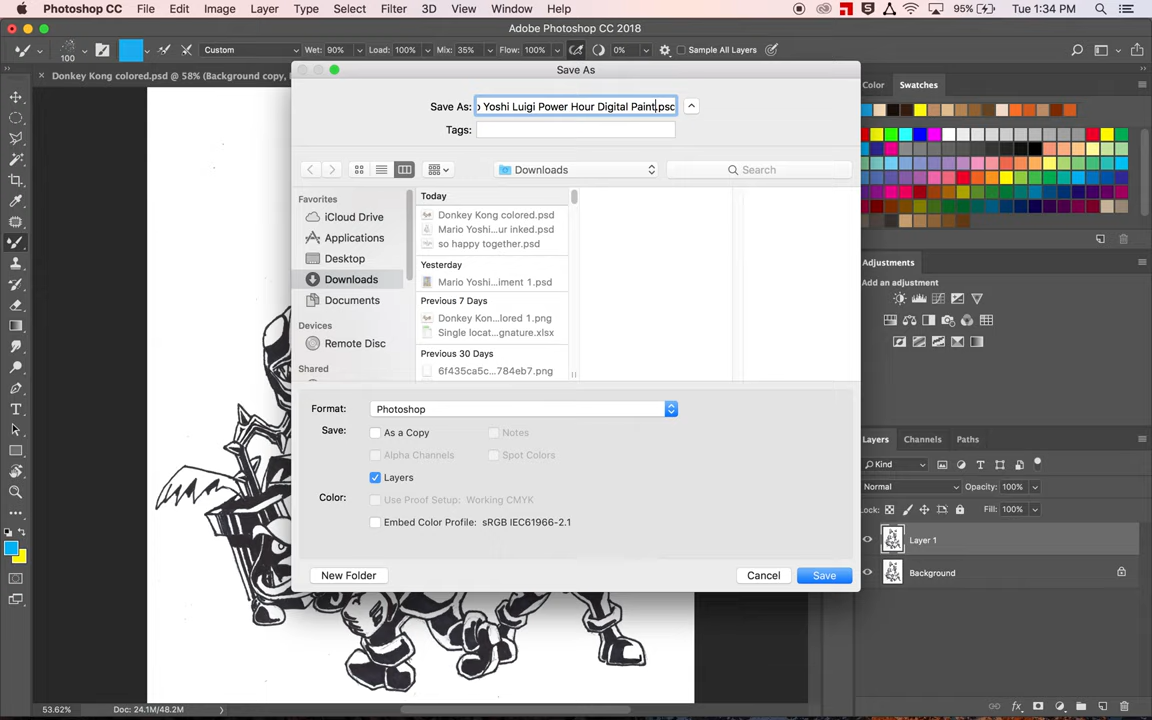 Photoshop CC File Edit Image Layer Type Select Filter 3D View Window Help 95% Tue 1:34 PM
Adobe Photoshop CC 2018
100 Custom Wet: 90% Load: 100% Mix: 35% Flow: 100% 0% Sample All Layers
Donkey Kong colored.psd @ 58% (Background copy,
Save As
Color Swatches
Save As: Yoshi Luigi Power Hour Digital Paint.psd
Tags:
Downloads Search
Favorites
iCloud Drive
Applications
Desktop
Downloads
Documents
Devices
Remote Disc
Shared
Today
Donkey Kong colored.psd
Mario Yoshi...ur inked.psd
so happy together.psd
Yesterday
Mario Yoshi...iment 1.psd
Previous 7 Days
Donkey Kon...lored 1.png
Single locat...gnature.xlsx
Previous 30 Days
6f435ca5c...784eb7.png
Format: Photoshop
Save: As a Copy Notes
Alpha Channels Spot Colors
Layers
Color: Use Proof Setup: Working CMYK
Embed Color Profile: sRGB IEC61966-2.1
New Folder Cancel Save
Adjustments
Add an adjustment
Layers Channels Paths
Kind
Normal Opacity: 100%
Lock: Fill: 100%
Layer 1
Background
53.62% Doc: 24.1M/48.2M